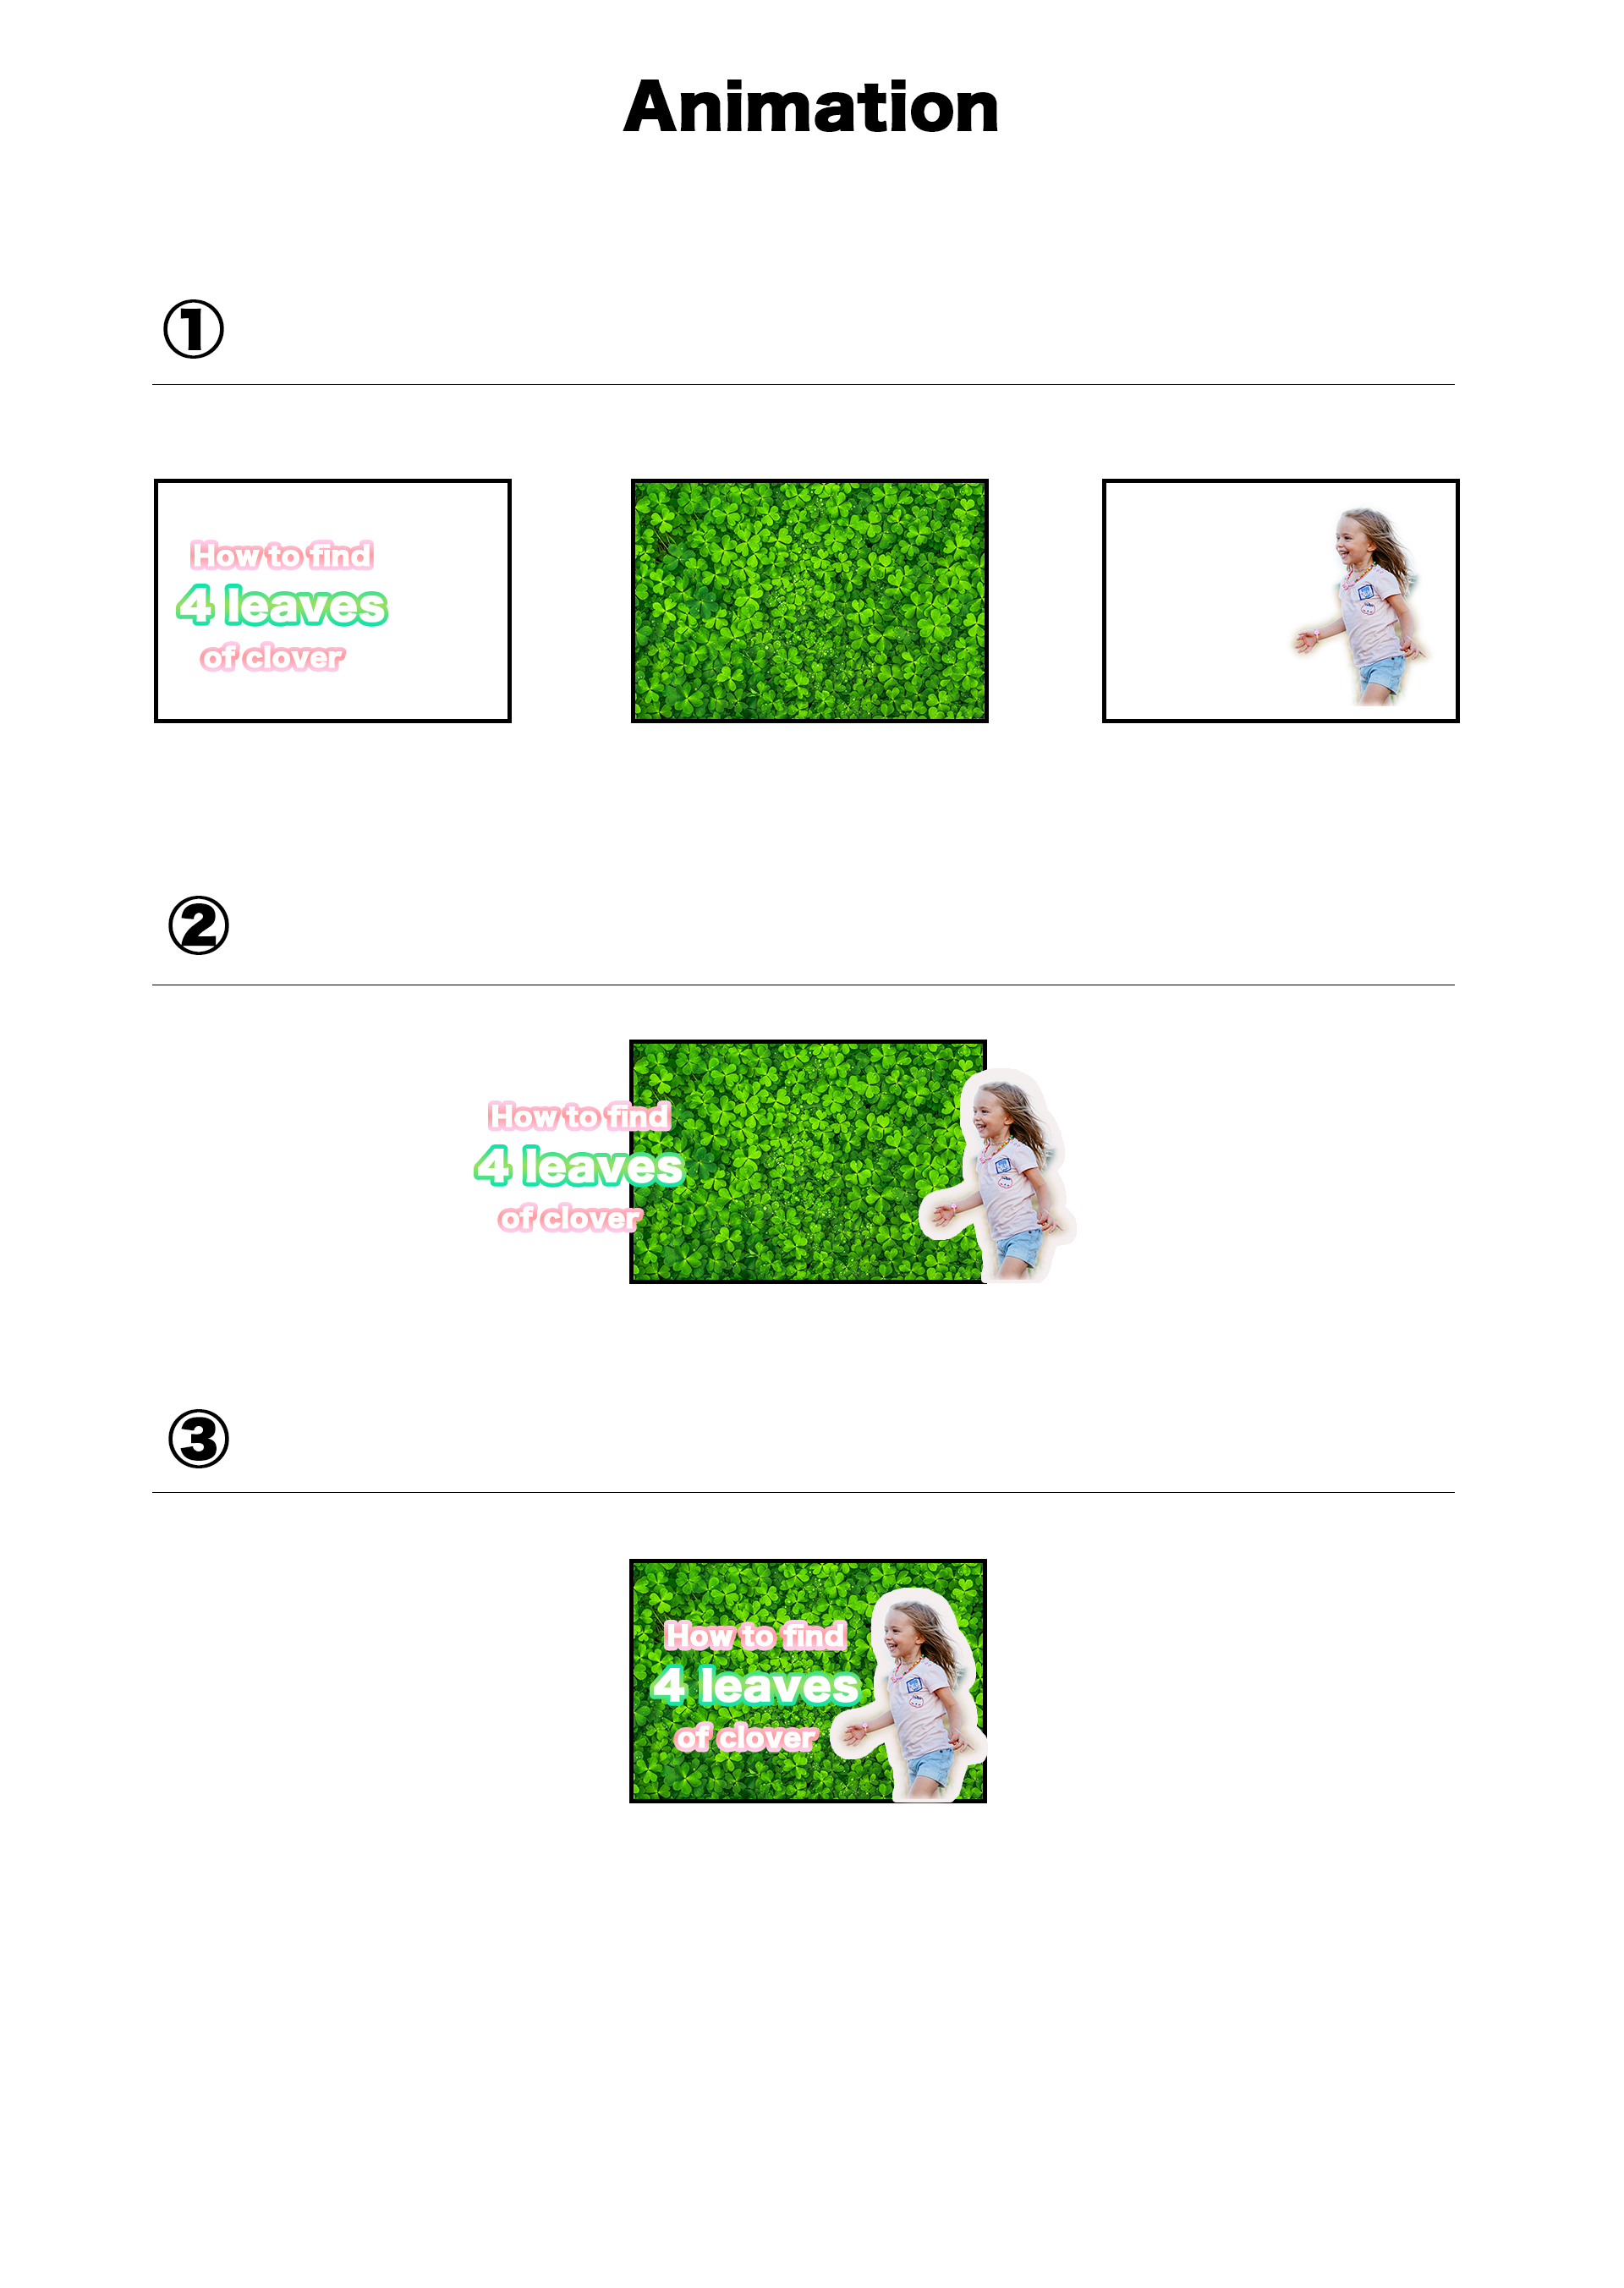 Animation
①
How to find
4 leaves
of clover
②
How to find
4 leaves
of clover
③
How to find
4 leaves
of clover